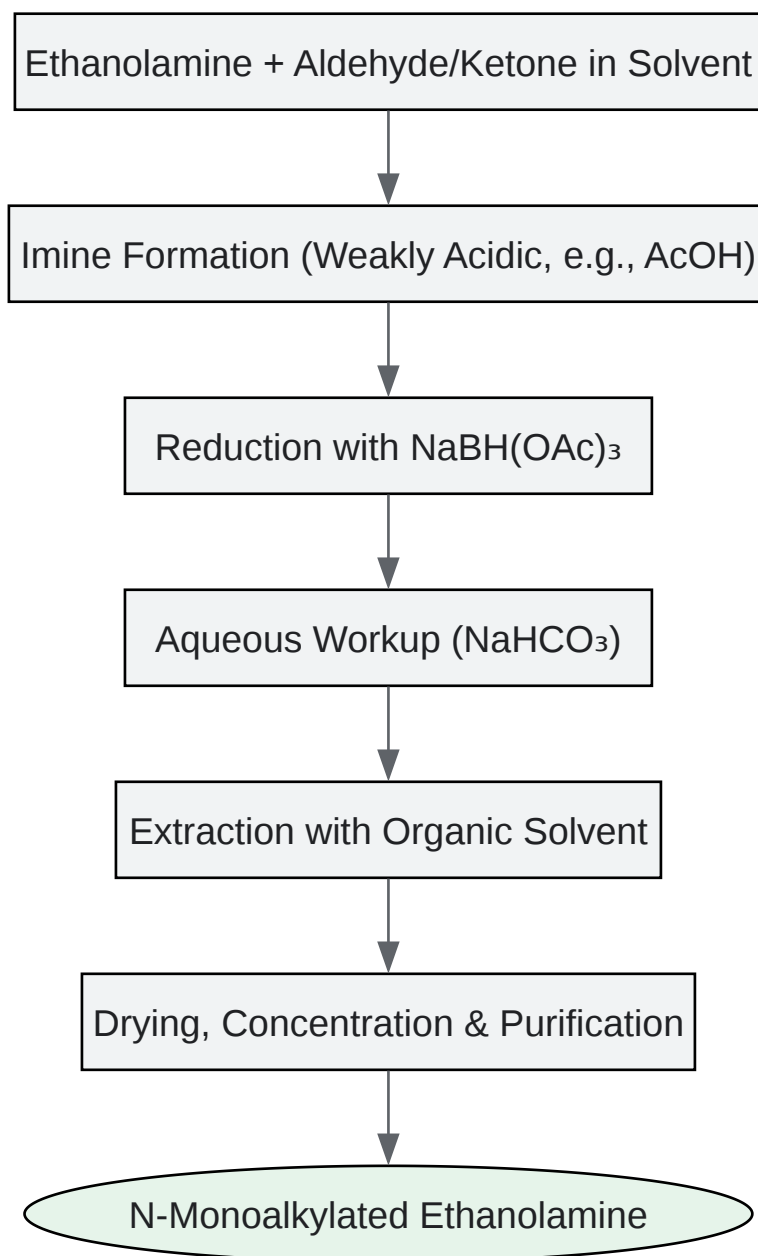 Ethanolamine + Aldehyde/Ketone in Solvent
Imine Formation (Weakly Acidic, e.g., AcOH)
Reduction with NaBH(OAc)₃
Aqueous Workup (NaHCO₃)
Extraction with Organic Solvent
Drying, Concentration & Purification
N-Monoalkylated Ethanolamine